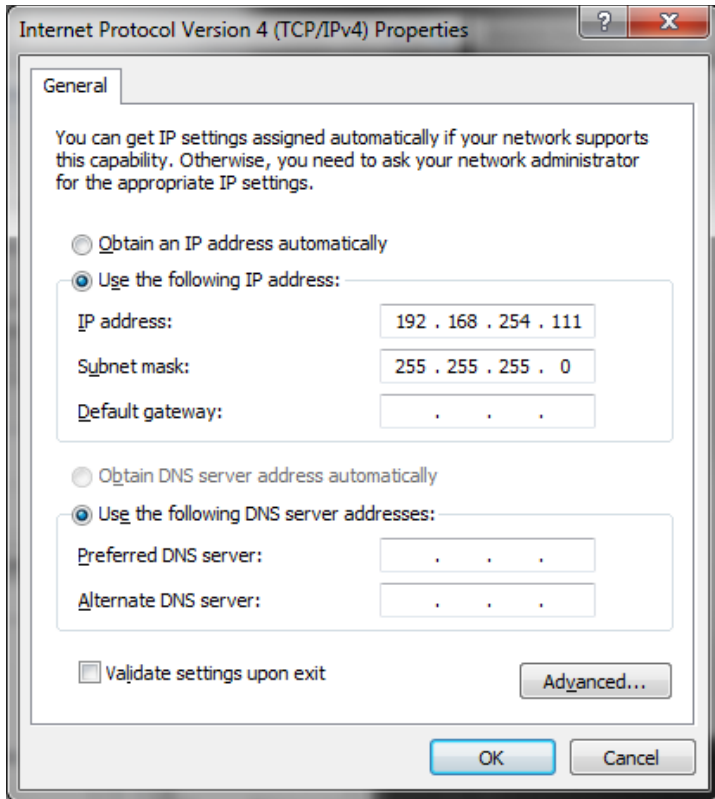 Internet Protocol Version 4 (TCP/IPv4) Properties
? X
General
You can get IP settings assigned automatically if your network supports
this capability. Otherwise, you need to ask your network administrator
for the appropriate IP settings.
Obtain an IP address automatically
Use the following IP address:
IP address: 192 . 168 . 254 . 111
Subnet mask: 255 . 255 . 255 . 0
Default gateway: . . .
Obtain DNS server address automatically
Use the following DNS server addresses:
Preferred DNS server: . . .
Alternate DNS server: . . .
Validate settings upon exit
Advanced...
OK Cancel